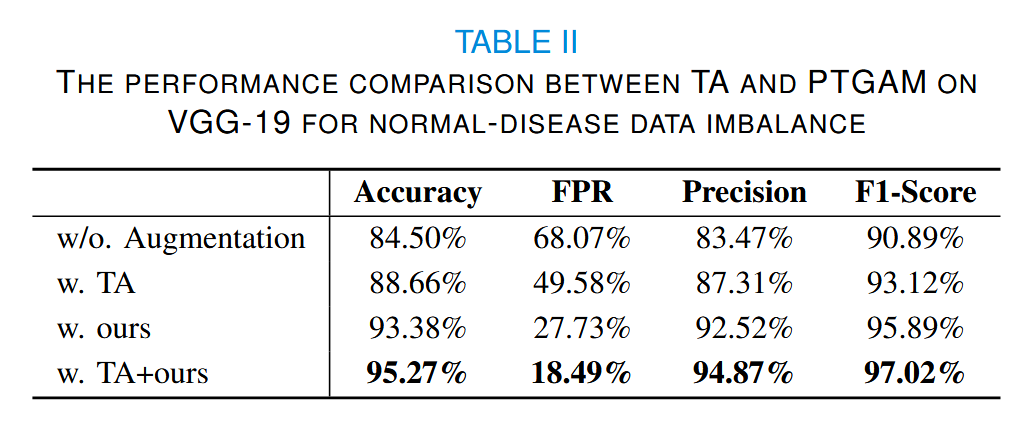 TABLE II
THE PERFORMANCE COMPARISON BETWEEN TA AND PTGAM ON
VGG-19 FOR NORMAL-DISEASE DATA IMBALANCE
Accuracy FPR Precision F1-Score
w/o. Augmentation 84.50% 68.07% 83.47% 90.89%
w. TA 88.66% 49.58% 87.31% 93.12%
w. ours 93.38% 27.73% 92.52% 95.89%
w. TA+ours 95.27% 18.49% 94.87% 97.02%